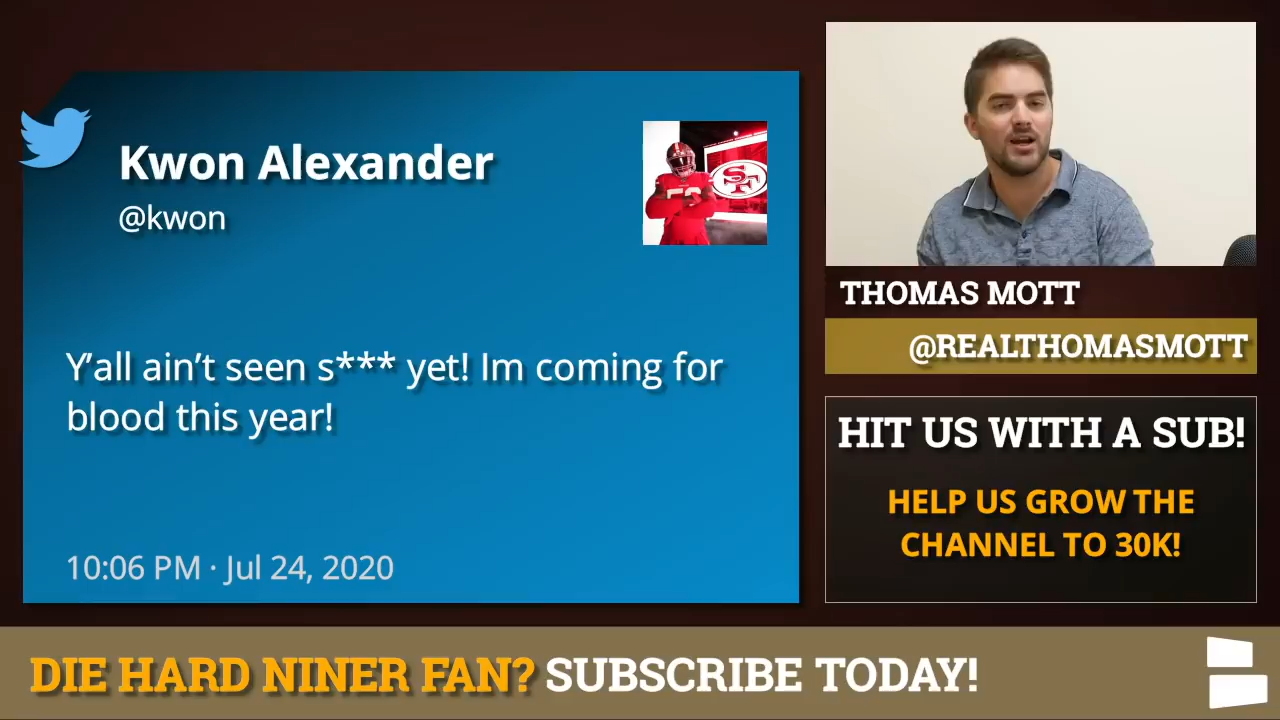 Kwon Alexander
@kwon
Y'all ain't seen s*** yet! Im coming for
blood this year!
10:06 PM · Jul 24, 2020
SF
THOMAS MOTT
@REALTHOMASMOTT
HIT US WITH A SUB!
HELP US GROW THE
CHANNEL TO 30K!
DIE HARD NINER FAN? SUBSCRIBE TODAY!